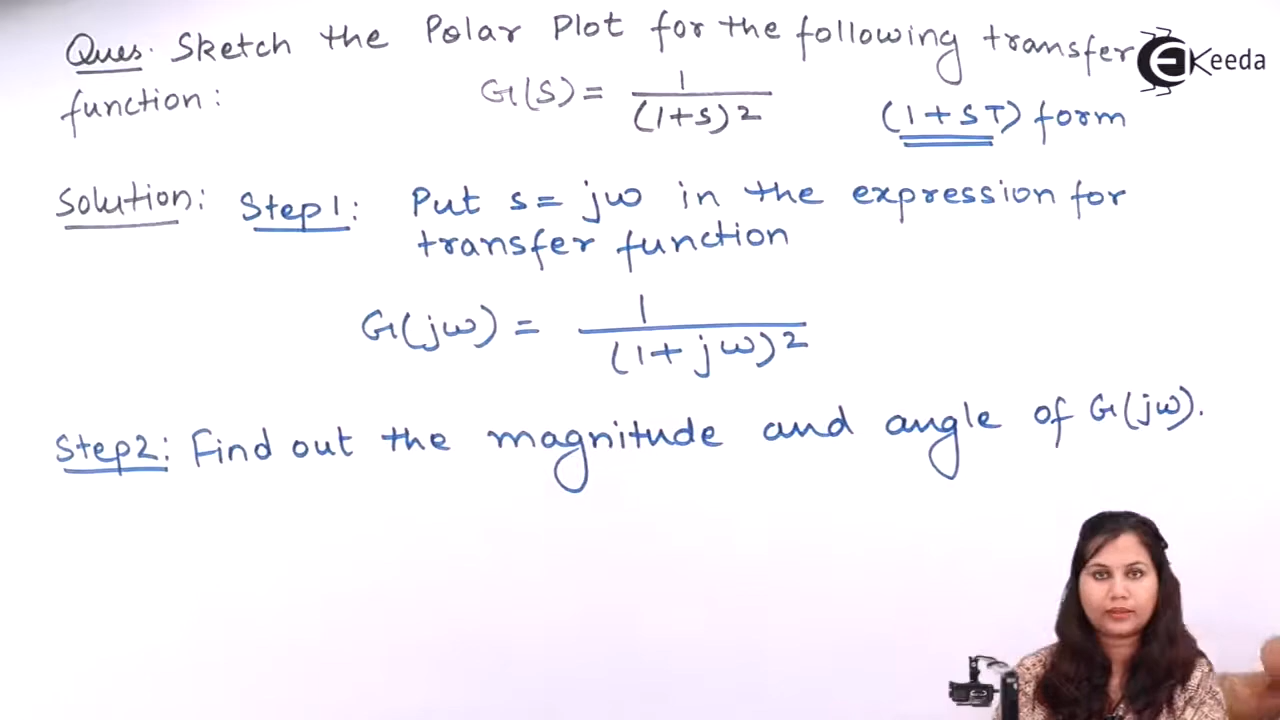 Ques. Sketch the Polar Plot for the following transfer
function: G(s) = 1/(1+s)2 (1+ST) form
EKeeda
Solution: Step1: Put s = jω in the expression for
transfer function
G(jω) = 1/(1+jω)2
Step2: Find out the magnitude and angle of G(jω).